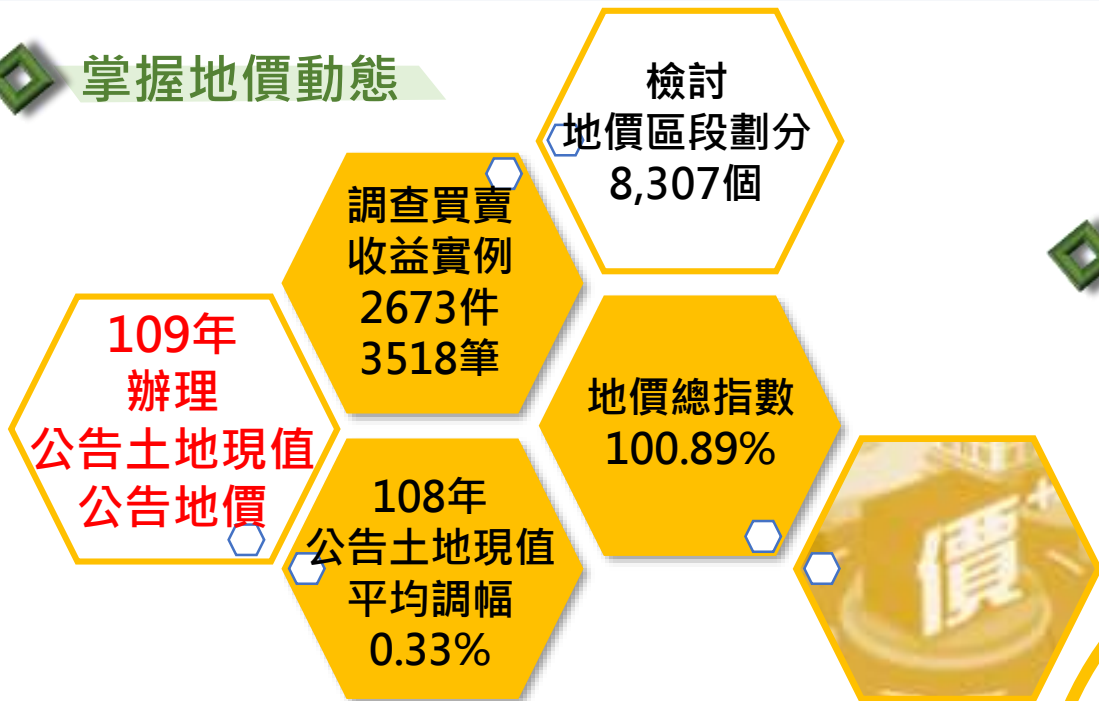 掌握地價動態
檢討
地價區段劃分
8,307個
調查買賣
收益實例
2673件
3518筆
109年
辦理
公告土地現值
公告地價
地價總指數
100.89%
108年
公告土地現值
平均調幅
0.33%
價+